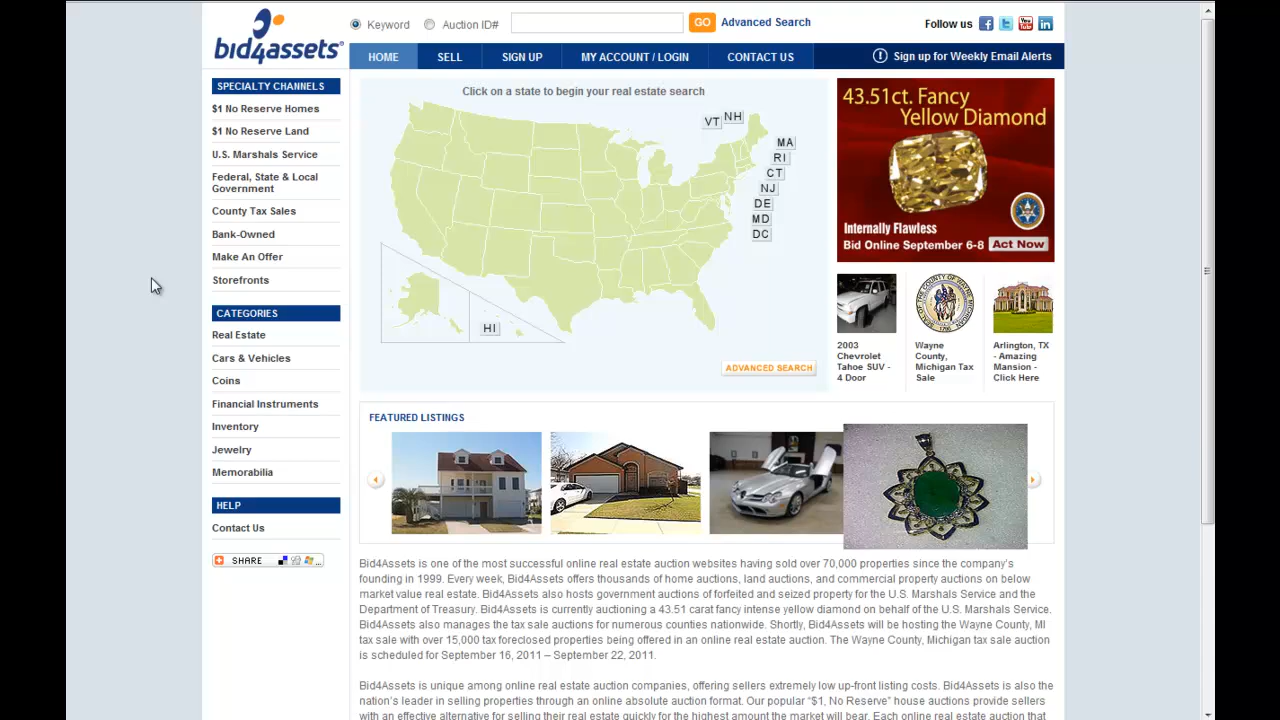 bid4assets
Keyword
Auction ID#
GO
Advanced Search
Follow us
HOME
SELL
SIGN UP
MY ACCOUNT / LOGIN
CONTACT US
Sign up for Weekly Email Alerts
SPECIALTY CHANNELS
$1 No Reserve Homes
$1 No Reserve Land
U.S. Marshals Service
Federal, State & Local
Government
County Tax Sales
Bank-Owned
Make An Offer
Storefronts
CATEGORIES
Real Estate
Cars & Vehicles
Coins
Financial Instruments
Inventory
Jewelry
Memorabilia
HELP
Contact Us
SHARE
Click on a state to begin your real estate search
VT
NH
MA
RI
CT
NJ
DE
MD
DC
HI
ADVANCED SEARCH
43.51ct. Fancy
Yellow Diamond
Internally Flawless
Bid Online September 6-8
Act Now
2003
Chevrolet
Tahoe SUV -
4 Door
Wayne
County,
Michigan Tax
Sale
Arlington, TX
- Amazing
Mansion -
Click Here
FEATURED LISTINGS
Bid4Assets is one of the most successful online real estate auction websites having sold over 70,000 properties since the company's
founding in 1999. Every week, Bid4Assets offers thousands of home auctions, land auctions, and commercial property auctions on below
market value real estate. Bid4Assets also hosts government auctions of forfeited and seized property for the U.S. Marshals Service and the
Department of Treasury. Bid4Assets is currently auctioning a 43.51 carat fancy intense yellow diamond on behalf of the U.S. Marshals Service.
Bid4Assets also manages the tax sale auctions for numerous counties nationwide. Shortly, Bid4Assets will be hosting the Wayne County, MI
tax sale with over 15,000 tax foreclosed properties being offered in an online real estate auction. The Wayne County, Michigan tax sale auction
is scheduled for September 16, 2011 – September 22, 2011.
Bid4Assets is unique among online real estate auction companies, offering sellers extremely low up-front listing costs. Bid4Assets is also the
nation's leader in selling properties through an online absolute auction format. Our popular “$1, No Reserve” house auctions provide sellers
with an effective alternative for selling their real estate quickly for the highest amount the market will bear. Each online real estate auction that